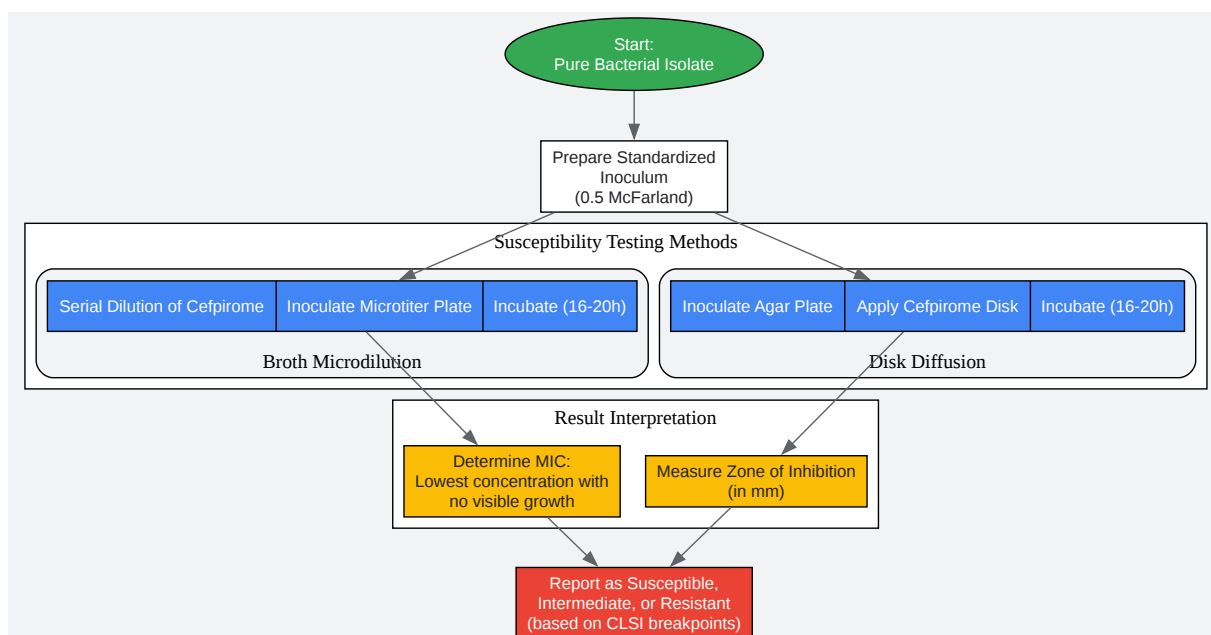 Start:
Pure Bacterial Isolate
Prepare Standardized
Inoculum
(0.5 McFarland)
Susceptibility Testing Methods
Serial Dilution of Cefpirome
Inoculate Microtiter Plate
Incubate (16-20h)
Broth Microdilution
Inoculate Agar Plate
Apply Cefpirome Disk
Incubate (16-20h)
Disk Diffusion
Result Interpretation
Determine MIC:
Lowest concentration with
no visible growth
Measure Zone of Inhibition
(in mm)
Report as Susceptible,
Intermediate, or Resistant
(based on CLSI breakpoints)